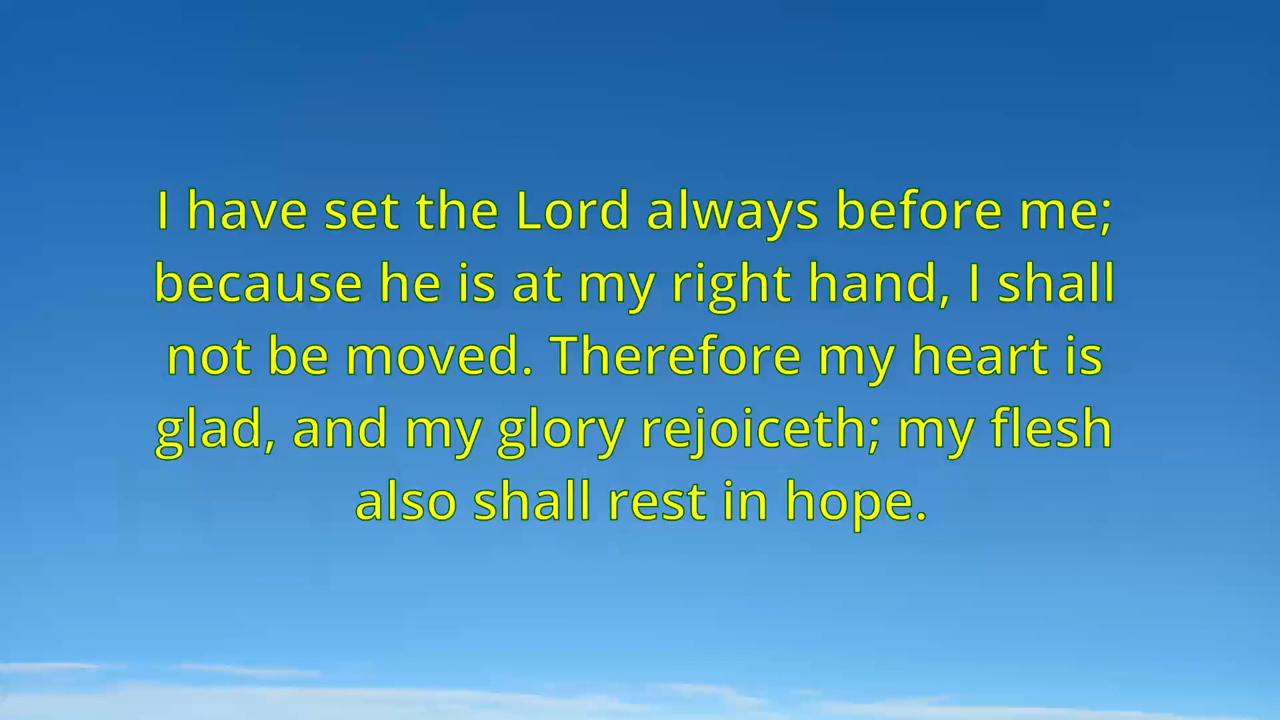 I have set the Lord always before me;
because he is at my right hand, I shall
not be moved. Therefore my heart is
glad, and my glory rejoiceth; my flesh
also shall rest in hope.